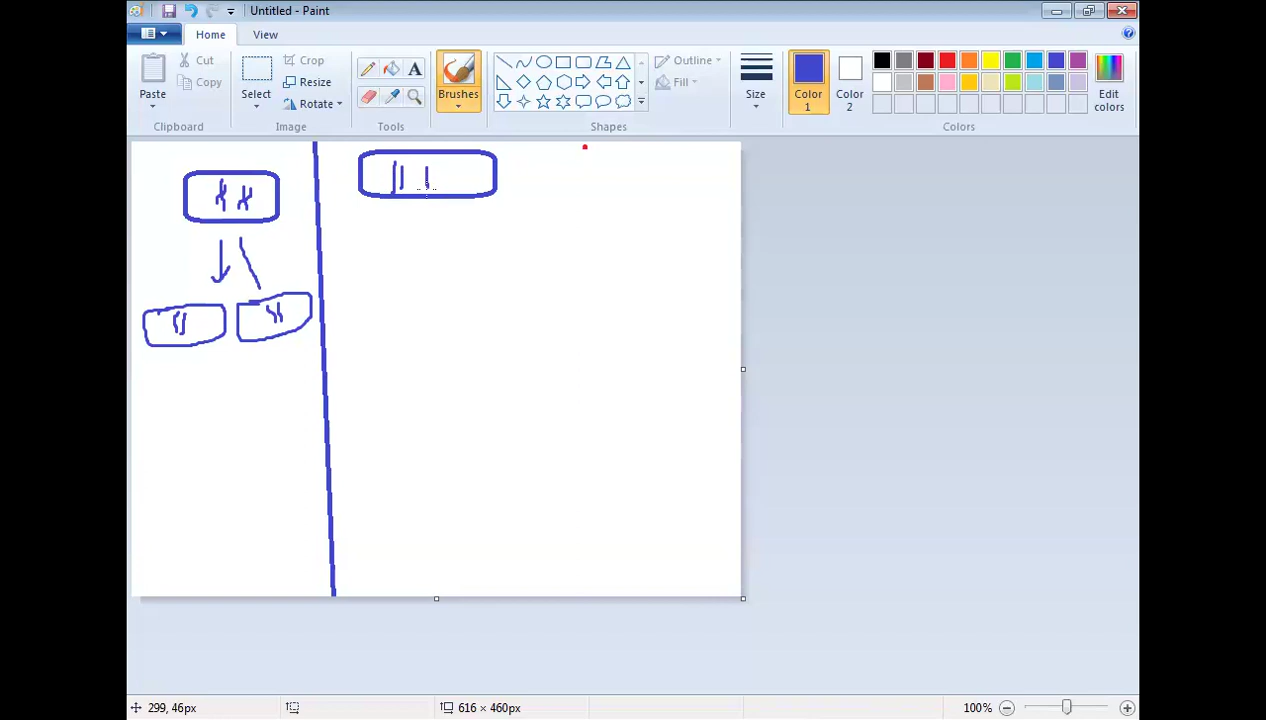 Untitled - Paint
Home View
Cut
Copy
Paste
Clipboard
Select
Crop
Resize
Rotate
Image
Tools
Brushes
Outline
Fill
Shapes
Size
Color 1
Color 2
Edit colors
Colors
299, 46px
616 × 460px
100%